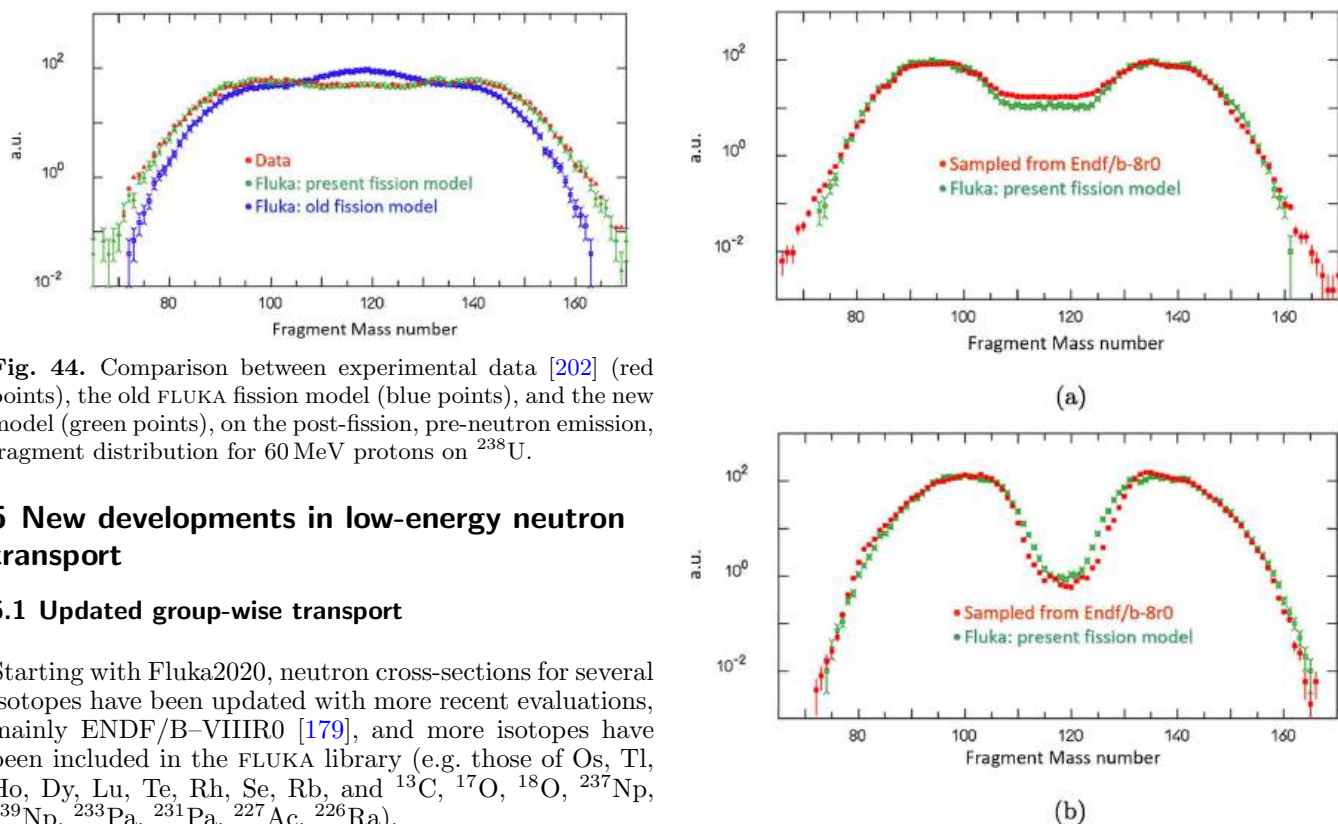 a.u.
10²
10⁰
10⁻²
• Data
• Fluka: present fission model
• Fluka: old fission model
80 100 120 140 160
Fragment Mass number
Fig. 44. Comparison between experimental data [202] (red
points), the old FLUKA fission model (blue points), and the new
model (green points), on the post-fission, pre-neutron emission,
fragment distribution for 60 MeV protons on ²³⁸U.
5 New developments in low-energy neutron
transport
5.1 Updated group-wise transport
Starting with Fluka2020, neutron cross-sections for several
isotopes have been updated with more recent evaluations,
mainly ENDF/B–VIIIR0 [179], and more isotopes have
been included in the FLUKA library (e.g. those of Os, Tl,
Ho, Dy, Lu, Te, Rh, Se, Rb, and ¹³C, ¹⁷O, ¹⁸O, ²³⁷Np,
²³⁹Np, ²³³Pa, ²³¹Pa, ²²⁷Ac, ²²⁶Ra).
a.u.
10²
10⁰
10⁻²
• Sampled from Endf/b-8r0
• Fluka: present fission model
80 100 120 140 160
Fragment Mass number
(a)
a.u.
10²
10⁰
10⁻²
• Sampled from Endf/b-8r0
• Fluka: present fission model
80 100 120 140 160
Fragment Mass number
(b)